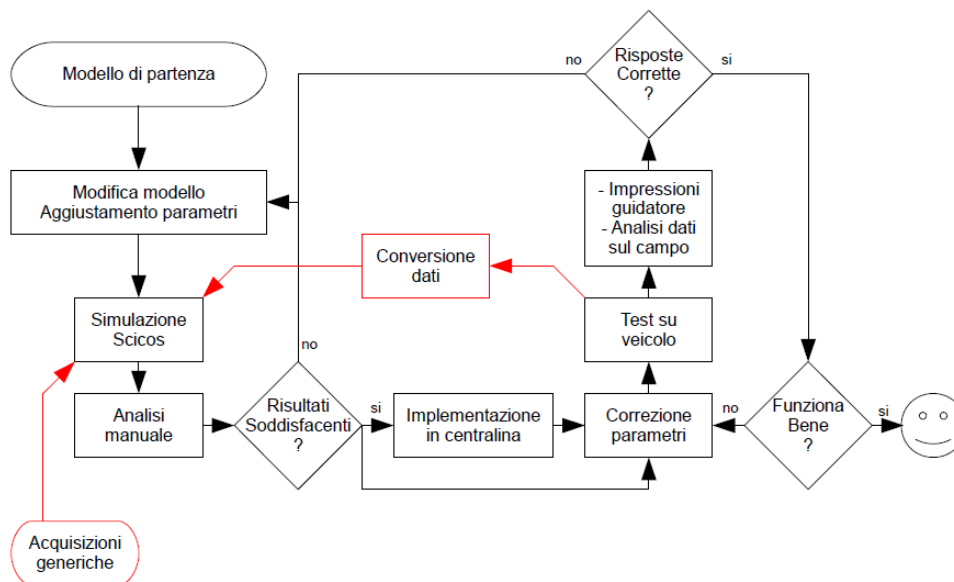 Modello di partenza
no
Risposte
Corrette
?
si
Modifica modello
Aggiustamento parametri
- Impressioni
guidatore
- Analisi dati
sul campo
Conversione
dati
Simulazione
Scicos
Test su
veicolo
no
Analisi
manuale
Risultati
Soddisfacenti
?
si
Implementazione
in centralina
Correzione
parametri
no
Funziona
Bene
?
si
Acquisizioni
generiche